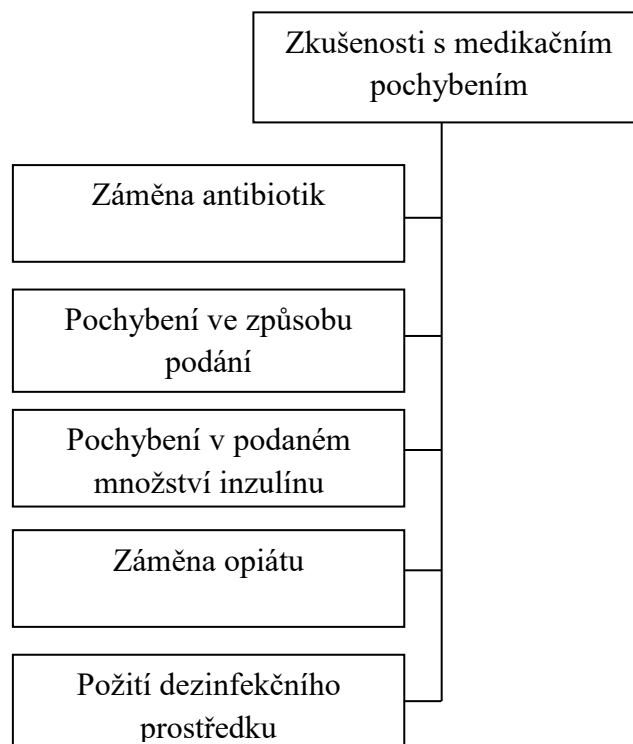 Zkušenosti s medikačním
pochybením
Záměna antibiotik
Pochybení ve způsobu
podání
Pochybení v podaném
množství inzulínu
Záměna opiátu
Požití dezinfekčního
prostředku